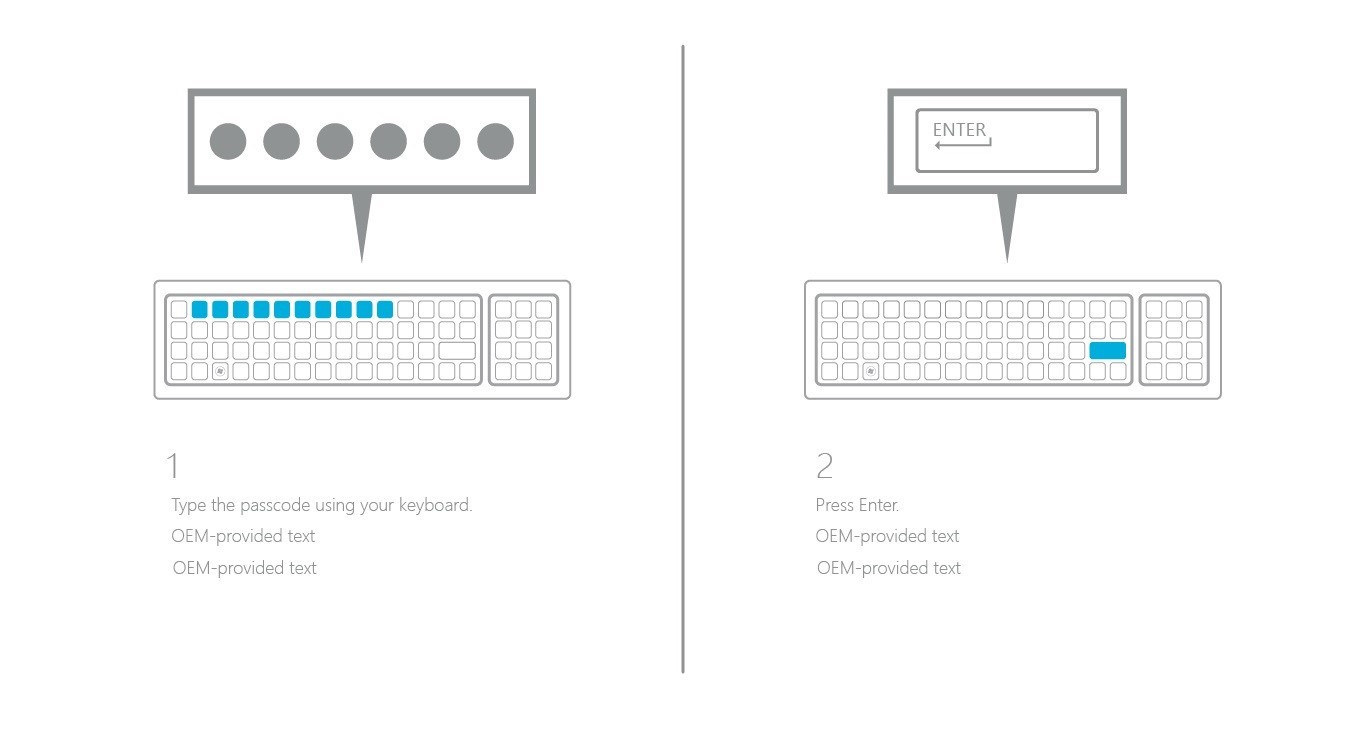 ENTER
1
Type the passcode using your keyboard.
OEM-provided text
OEM-provided text
2
Press Enter.
OEM-provided text
OEM-provided text